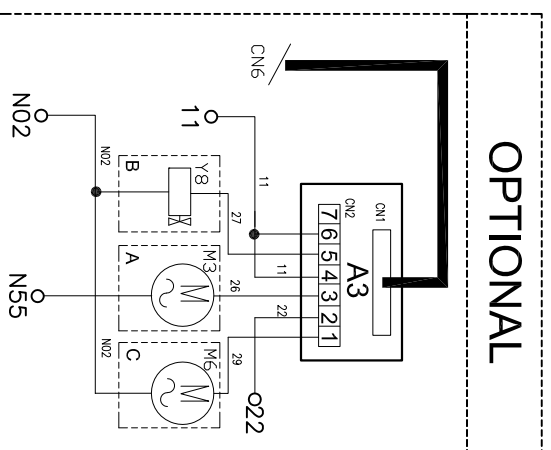 OPTIONAL
CN6
11
N02
CN1
A3
CN2
7 6 5 4 3 2 1
11
11
N02
27
26
22
29
22
Y8
B
M3
A
M
M6
C
M
N02
N55